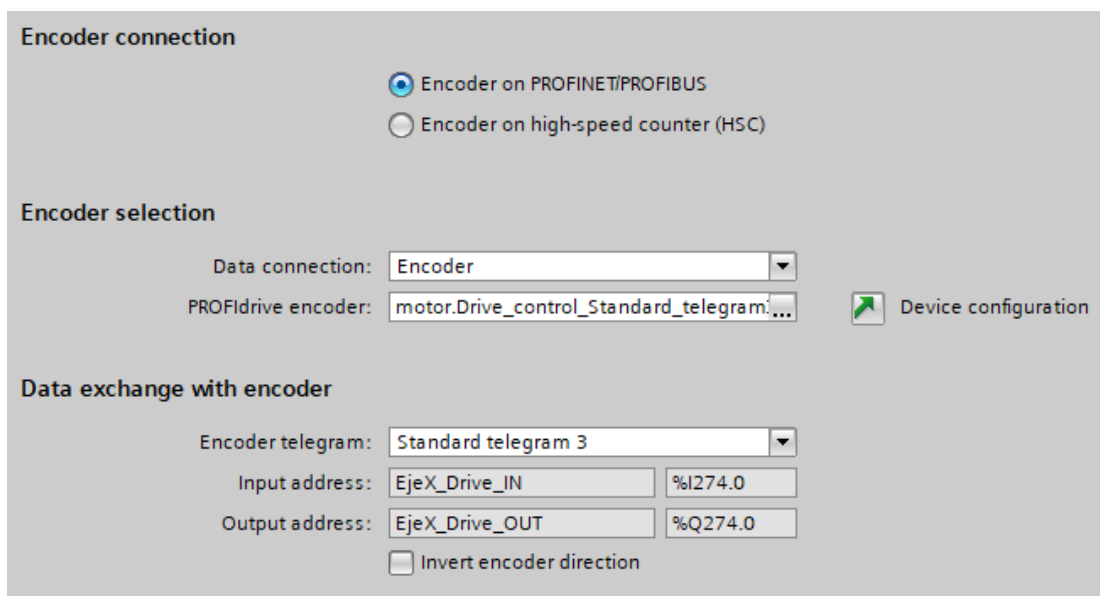 Encoder connection
Encoder on PROFINET/PROFIBUS
Encoder on high-speed counter (HSC)
Encoder selection
Data connection: Encoder
PROFIdrive encoder: motor.Drive_control_Standard_telegram ... Device configuration
Data exchange with encoder
Encoder telegram: Standard telegram 3
Input address: EjeX_Drive_IN %I274.0
Output address: EjeX_Drive_OUT %Q274.0
Invert encoder direction